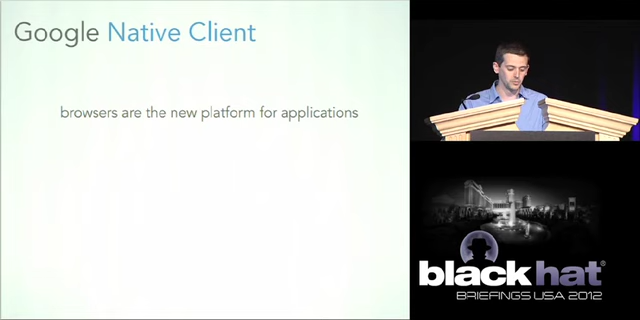 Google Native Client
browsers are the new platform for applications
black hat®
BRIEFINGS USA 2012